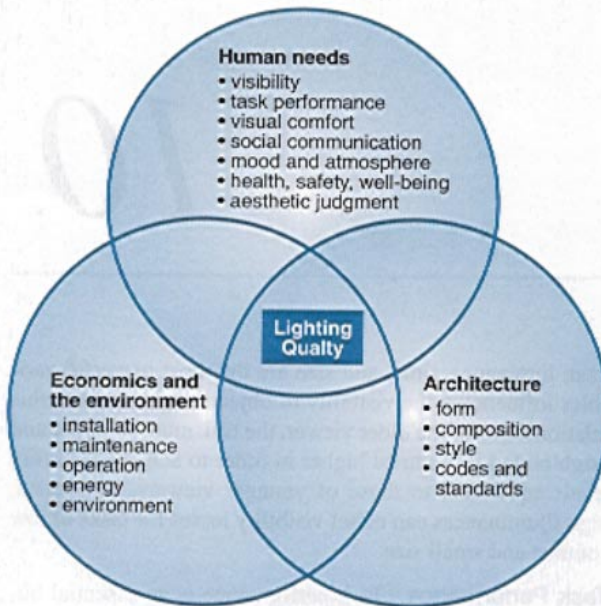 Human needs
• visibility
• task performance
• visual comfort
• social communication
• mood and atmosphere
• health, safety, well-being
• aesthetic judgment
Lighting
Qualty
Economics and
the environment
• installation
• maintenance
• operation
• energy
• environment
Architecture
• form
• composition
• style
• codes and
standards